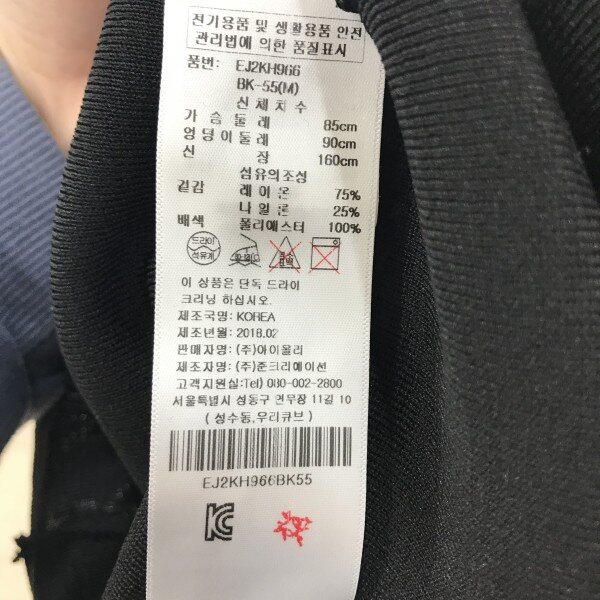 전기용품 및 생활용품 안전
관리법에 의한 품질표시
품번: EJ2KH966
BK-55(M)
신체치수
가슴둘레 85cm
엉덩이둘레 90cm
신장 160cm
섬유의조성
겉감 레이온 75%
나일론 25%
배색 폴리에스터 100%
드라이
석유계
이 상품은 단독 드라이
크리닝 하십시오.
제조국명: KOREA
제조년월: 2018.02
판매자명: (주)아이올리
제조자명: (주)준크리에이션
고객지원실:Tel) 080-002-2800
서울특별시 성동구 연무장 11길 10
(성수동,우리큐브)
EJ2KH966BK55